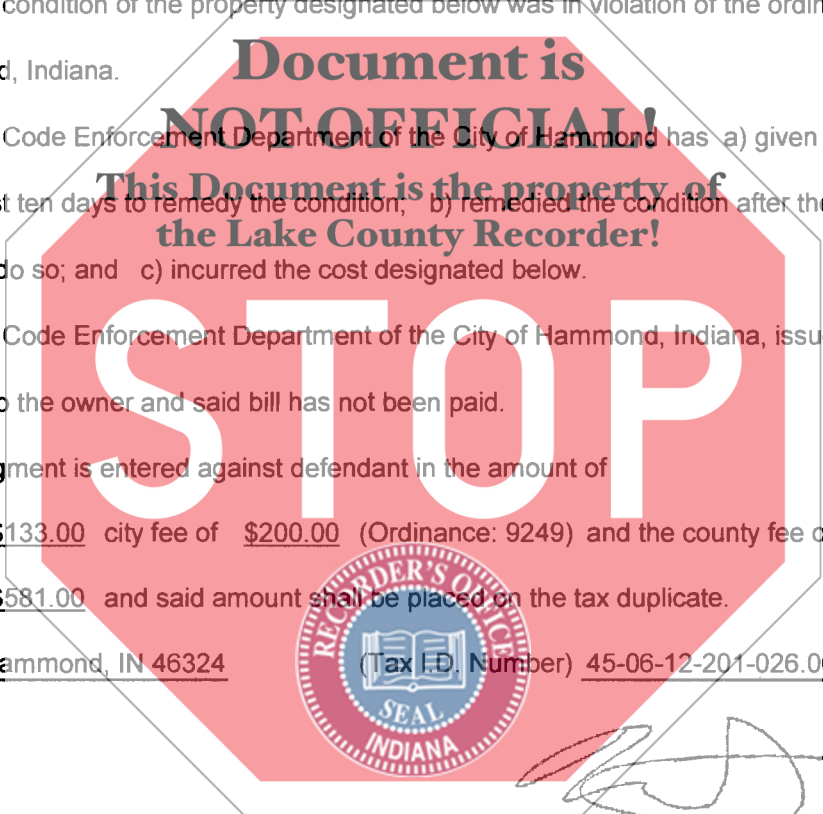 condition of the property designated below was in violation of the
Document is
d, Indiana.
NOT OFFICIAL!
Code Enforcement Department of the City of Hammond has a) given
This Document is the property of
t ten days to remedy the condition; b) remedied the condition after
the Lake County Recorder!
do so; and c) incurred the cost designated below.
Code Enforcement Department of the City of Hammond, Indiana,
STOP
the owner and said bill has not been paid.
gment is entered against defendant in the amount of
$133.00 city fee of $200.00 (Ordinance: 9249) and the county fee
$581.00 and said amount shall be placed on the tax duplicate.
ammond, IN 46324 (Tax I.D. Number) 45-06-12-201-026.0
RECORDER'S OFFICE
SEAL
INDIANA